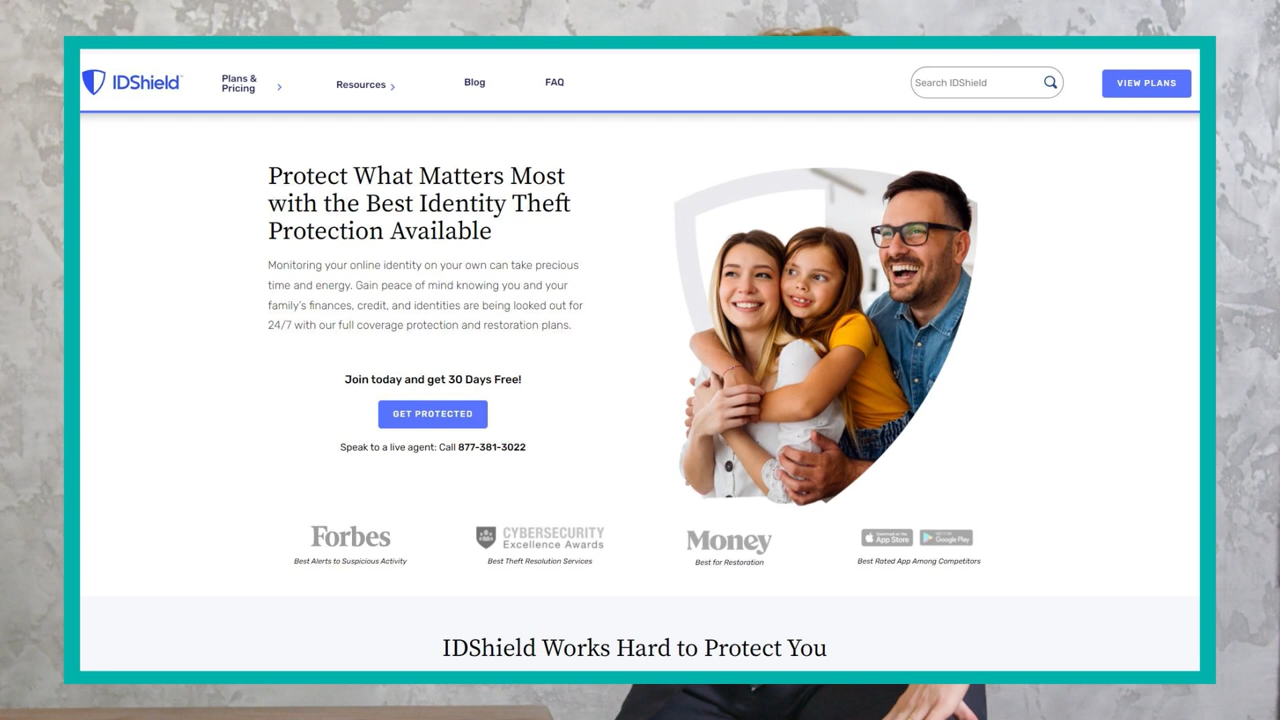 IDShield
Plans &
Pricing
Resources
Blog
FAQ
Search IDShield
VIEW PLANS
Protect What Matters Most
with the Best Identity Theft
Protection Available
Monitoring your online identity on your own can take precious
time and energy. Gain peace of mind knowing you and your
family's finances, credit, and identities are being looked out for
24/7 with our full coverage protection and restoration plans.
Join today and get 30 Days Free!
GET PROTECTED
Speak to a live agent: Call 877-381-3022
Forbes
Best Alerts to Suspicious Activity
CYBERSECURITY
Excellence Awards
Best Theft Resolution Services
Money
Best for Restoration
App Store
Google Play
Best Rated App Among Competitors
IDShield Works Hard to Protect You